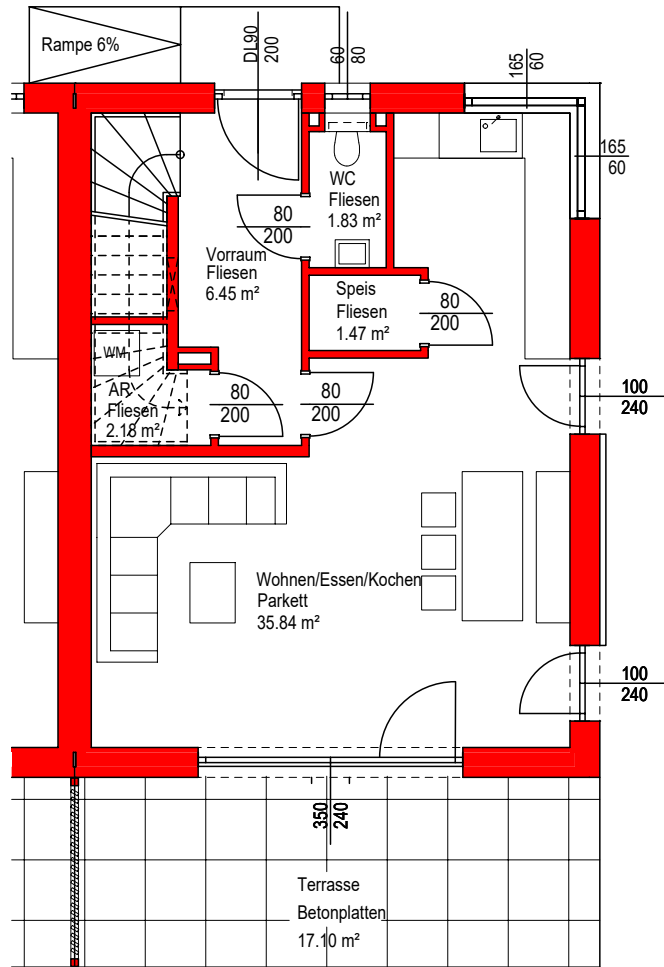 Rampe 6%
DL90
200
60
80
165
60
165
60
WC
Fliesen
1.83 m²
80
200
Vorraum
Fliesen
6.45 m²
Speis
Fliesen
1.47 m²
80
200
WM
AR
Fliesen
2.18 m²
80
200
80
200
100
240
Wohnen/Essen/Kochen
Parkett
35.84 m²
100
240
350
240
Terrasse
Betonplatten
17.10 m²